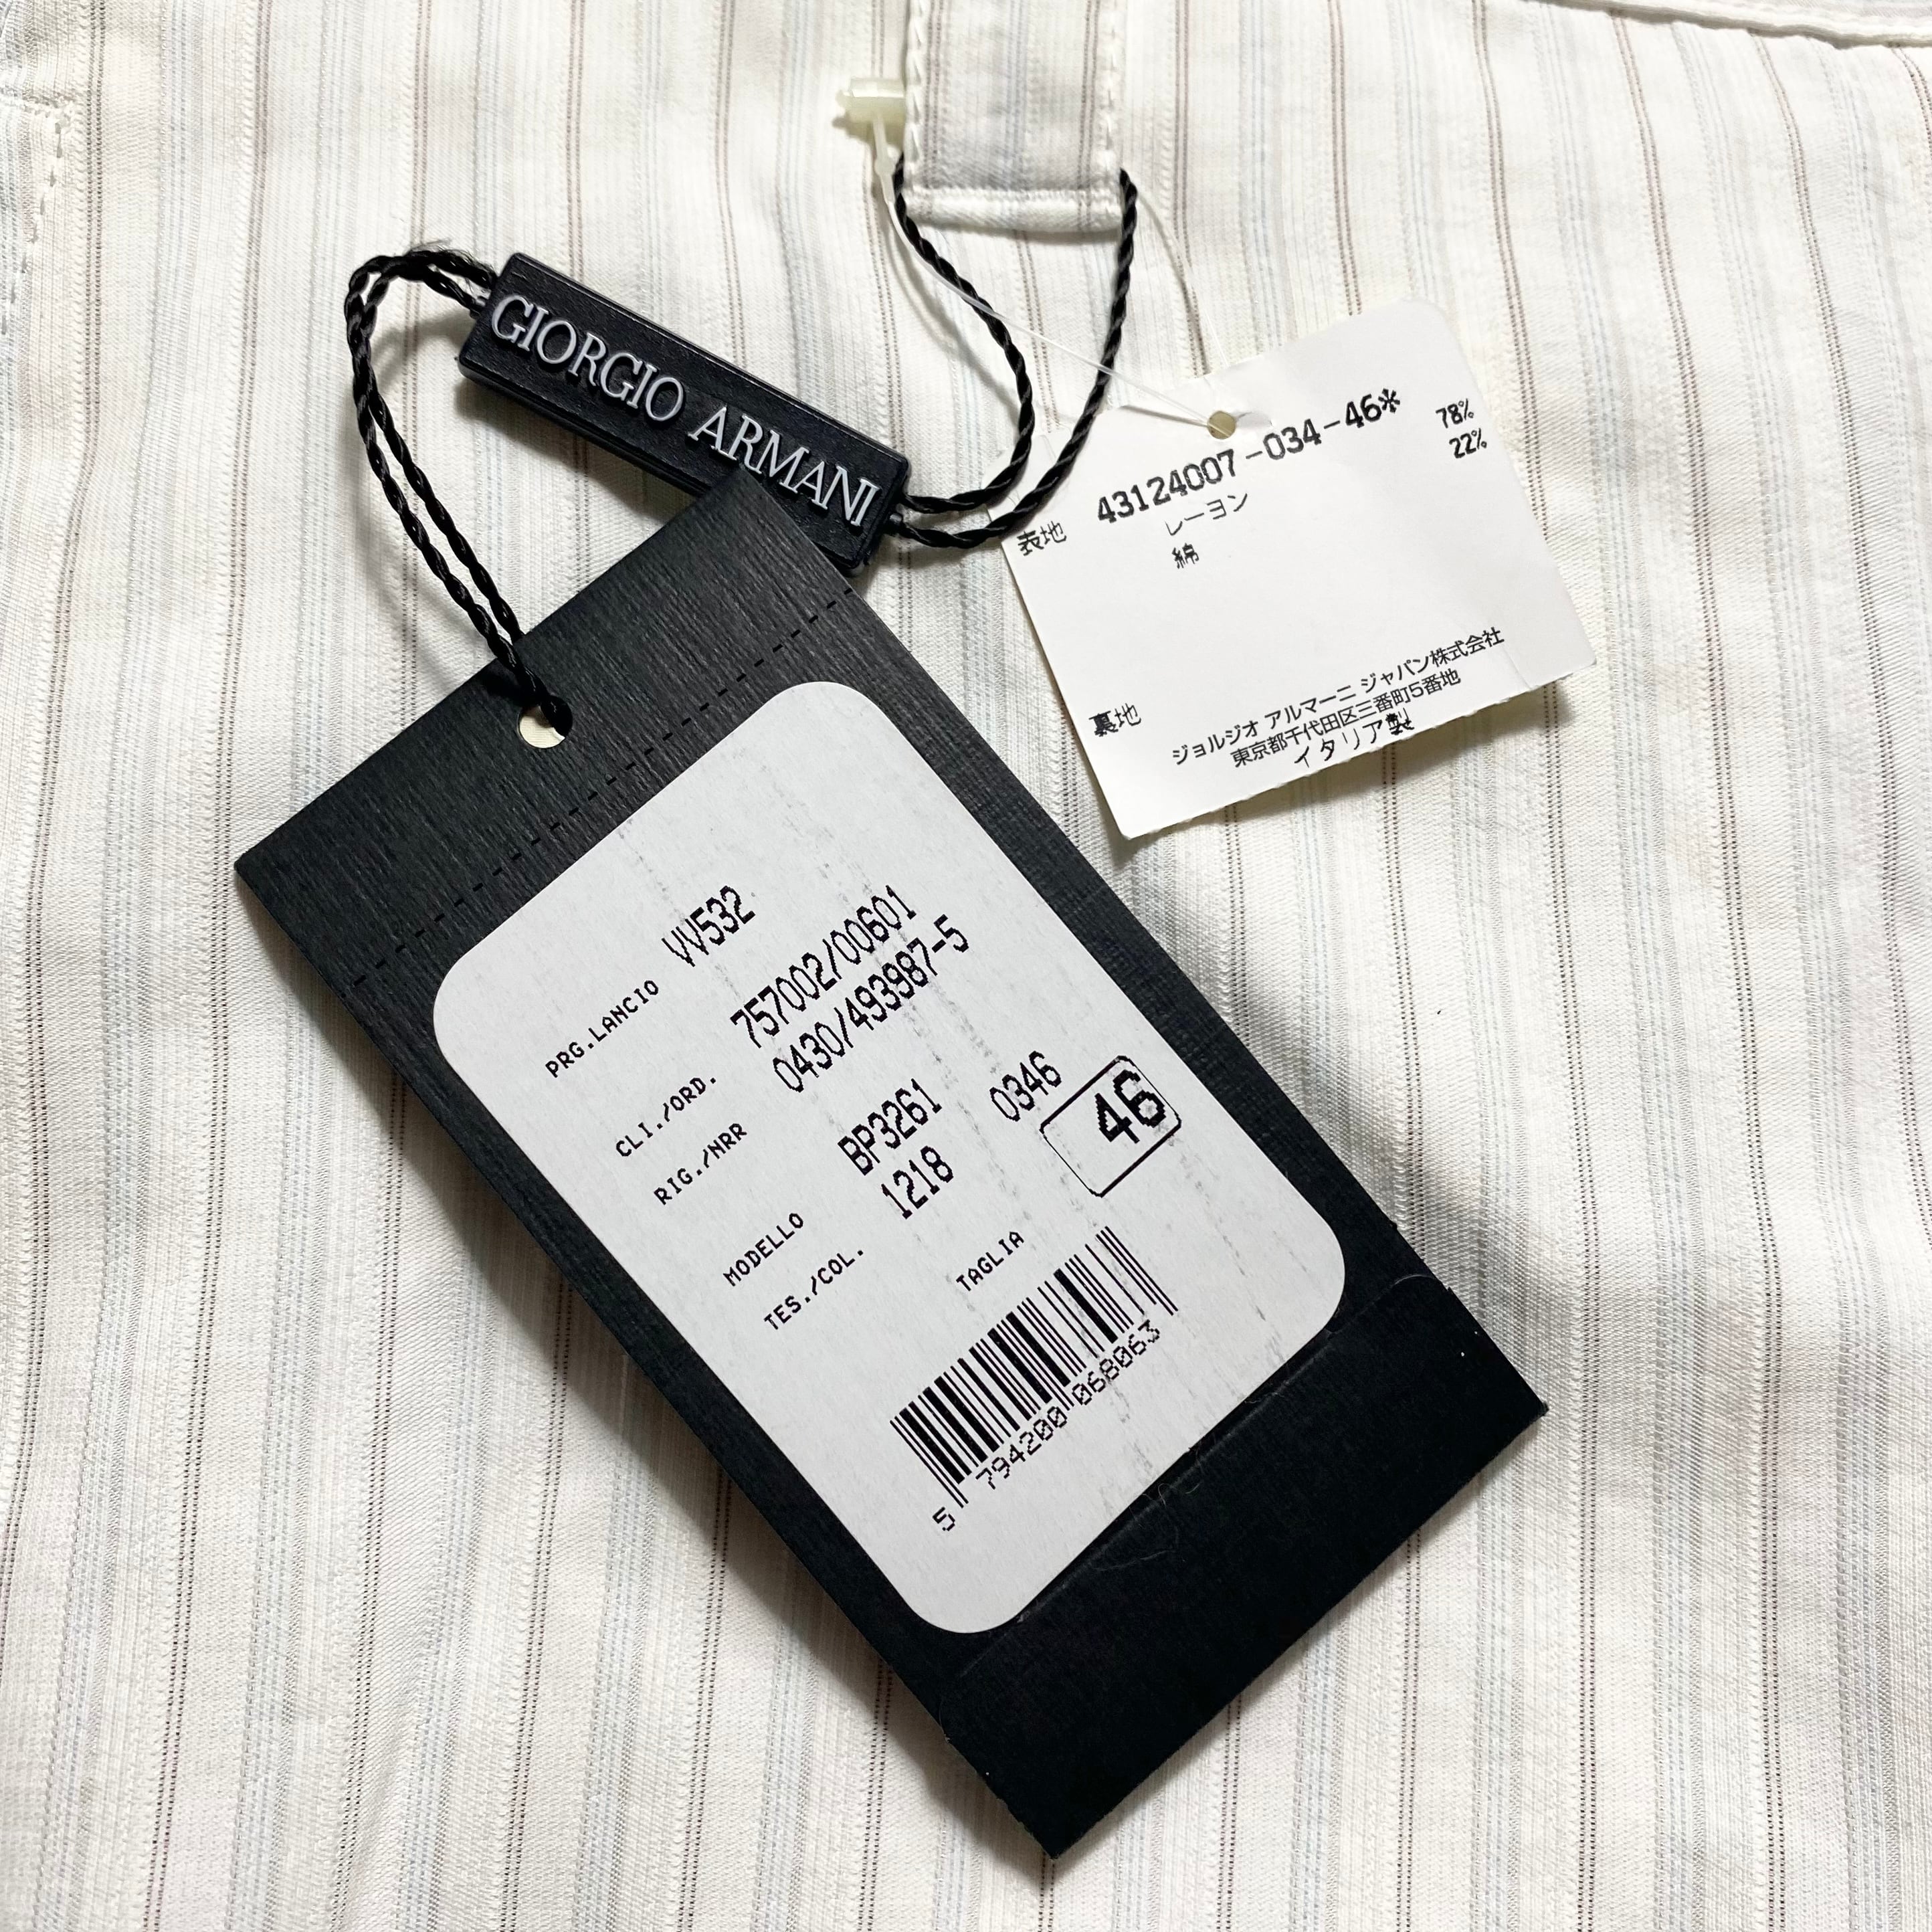 GIORGIO ARMANI
43124007-034-46*
表地 レーヨン 78%
綿 22%
裏地
ジョルジオ アルマーニ ジャパン株式会社
東京都千代田区三番町5番地
イタリア製
PRG.LANCIO VV532
CLI./ORD. 757002/00601
RIG./NRR 0430/493987-5
MODELLO BP3261 0346
TES./COL. 1218 46
TAGLIA
5 794200 068063